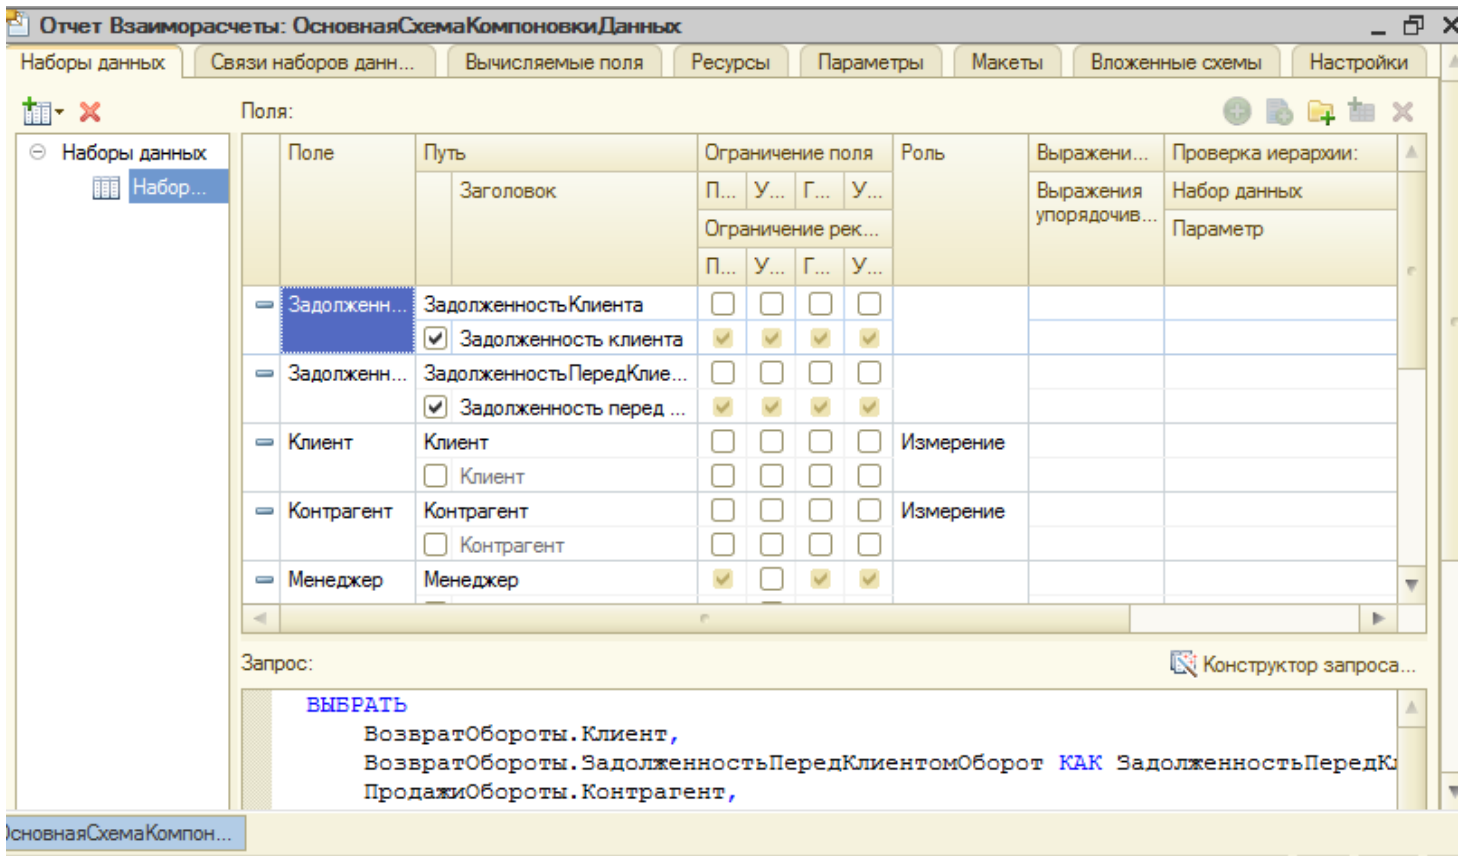 Отчет Взаиморасчеты: ОсновнаяСхемаКомпоновкиДанных
Наборы данных Связи наборов данн... Вычисляемые поля Ресурсы Параметры Макеты Вложенные схемы Настройки
Поля:
Наборы данных
Набор...
Поле Путь Ограничение поля Роль Выражени... Проверка иерархии:
Заголовок П... У... Г... У... Выражения упорядочив... Набор данных
Ограничение рек... Параметр
П... У... Г... У...
Задолженн... ЗадолженностьКлиента
Задолженность клиента
Задолженн... ЗадолженностьПередКлие...
Задолженность перед ...
Клиент Клиент Измерение
Клиент
Контрагент Контрагент Измерение
Контрагент
Менеджер Менеджер
Запрос: Конструктор запроса...
ВЫБРАТЬ
ВозвратОбороты.Клиент,
ВозвратОбороты.ЗадолженностьПередКлиентомОборот КАК ЗадолженностьПередКл
ПродажиОбороты.Контрагент,
ОсновнаяСхемаКомпон...